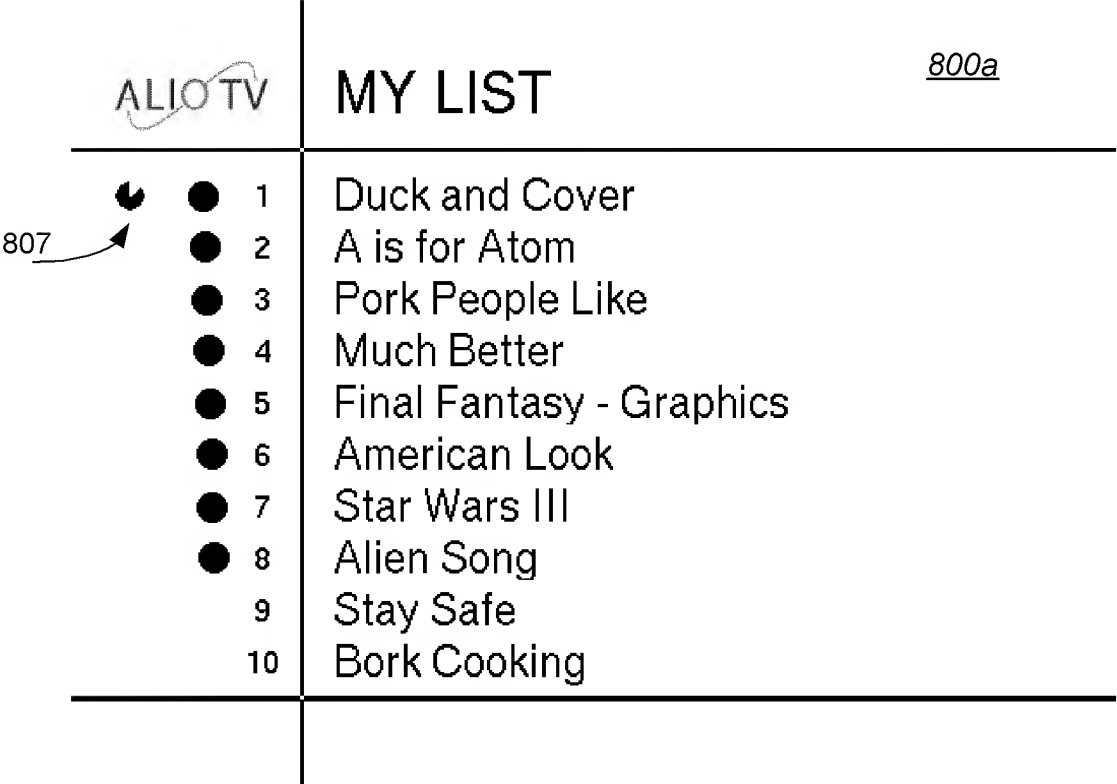 ALIO TV MY LIST 800a
1 Duck and Cover
807
2 A is for Atom
3 Pork People Like
4 Much Better
5 Final Fantasy - Graphics
6 American Look
7 Star Wars III
8 Alien Song
9 Stay Safe
10 Bork Cooking